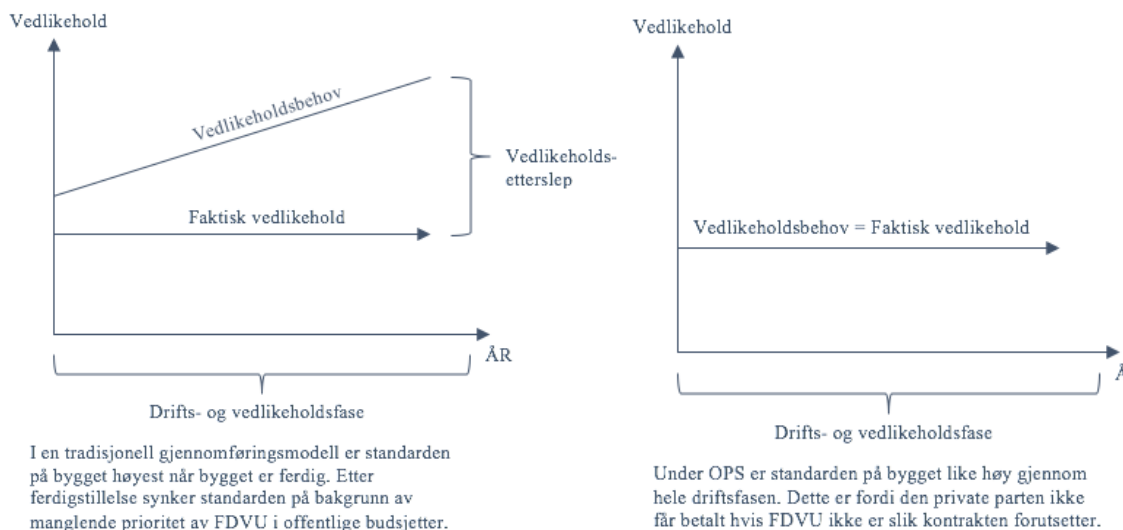 Vedlikehold
Vedlikeholdsbehov
Vedlikeholds-
etterslep
Faktisk vedlikehold
ÅR
Drifts- og vedlikeholdsfase
I en tradisjonell gjennomføringsmodell er standarden
på bygget høyest når bygget er ferdig. Etter
ferdigstillelse synker standarden på bakgrunn av
manglende prioritet av FDVU i offentlige budsjetter.
Vedlikehold
Vedlikeholdsbehov = Faktisk vedlikehold
Drifts- og vedlikeholdsfase
Under OPS er standarden på bygget like høy gjennom
hele driftsfasen. Dette er fordi den private parten ikke
får betalt hvis FDVU ikke er slik kontrakten forutsetter.